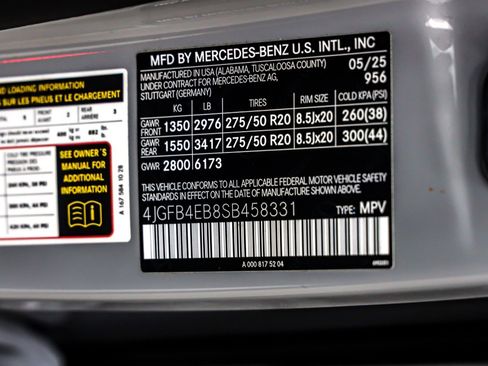 MFD BY MERCEDES-BENZ U.S. INTL., INC
MANUFACTURED IN USA (ALABAMA, TUSCALOOSA COUNTY)
UNDER CONTRACT FOR MERCEDES-BENZ AG,
STUTTGART (GERMANY)
05/25
956
KG LB TIRES RIM SIZE COLD KPA(PSI)
GAWR FRONT 1350 2976 275/50 R20 8.5Jx20 260(38)
GAWR REAR 1550 3417 275/50 R20 8.5Jx20 300(44)
GVWR 2800 6173
THIS VEHICLE CONFORMS TO ALL APPLICABLE FEDERAL MOTOR VEHICLE SAFETY
STANDARDS IN EFFECT ON THE DATE OF MANUFACTURE SHOWN ABOVE.
4JGFB4EB8SB458331 TYPE: MPV
A 000 817 52 04
AND LOADING INFORMATION
SUR LES PNEUS ET LE CHARGEMENT
SEE OWNER'S
MANUAL FOR
ADDITIONAL
INFORMATION
A 167 584 10 28